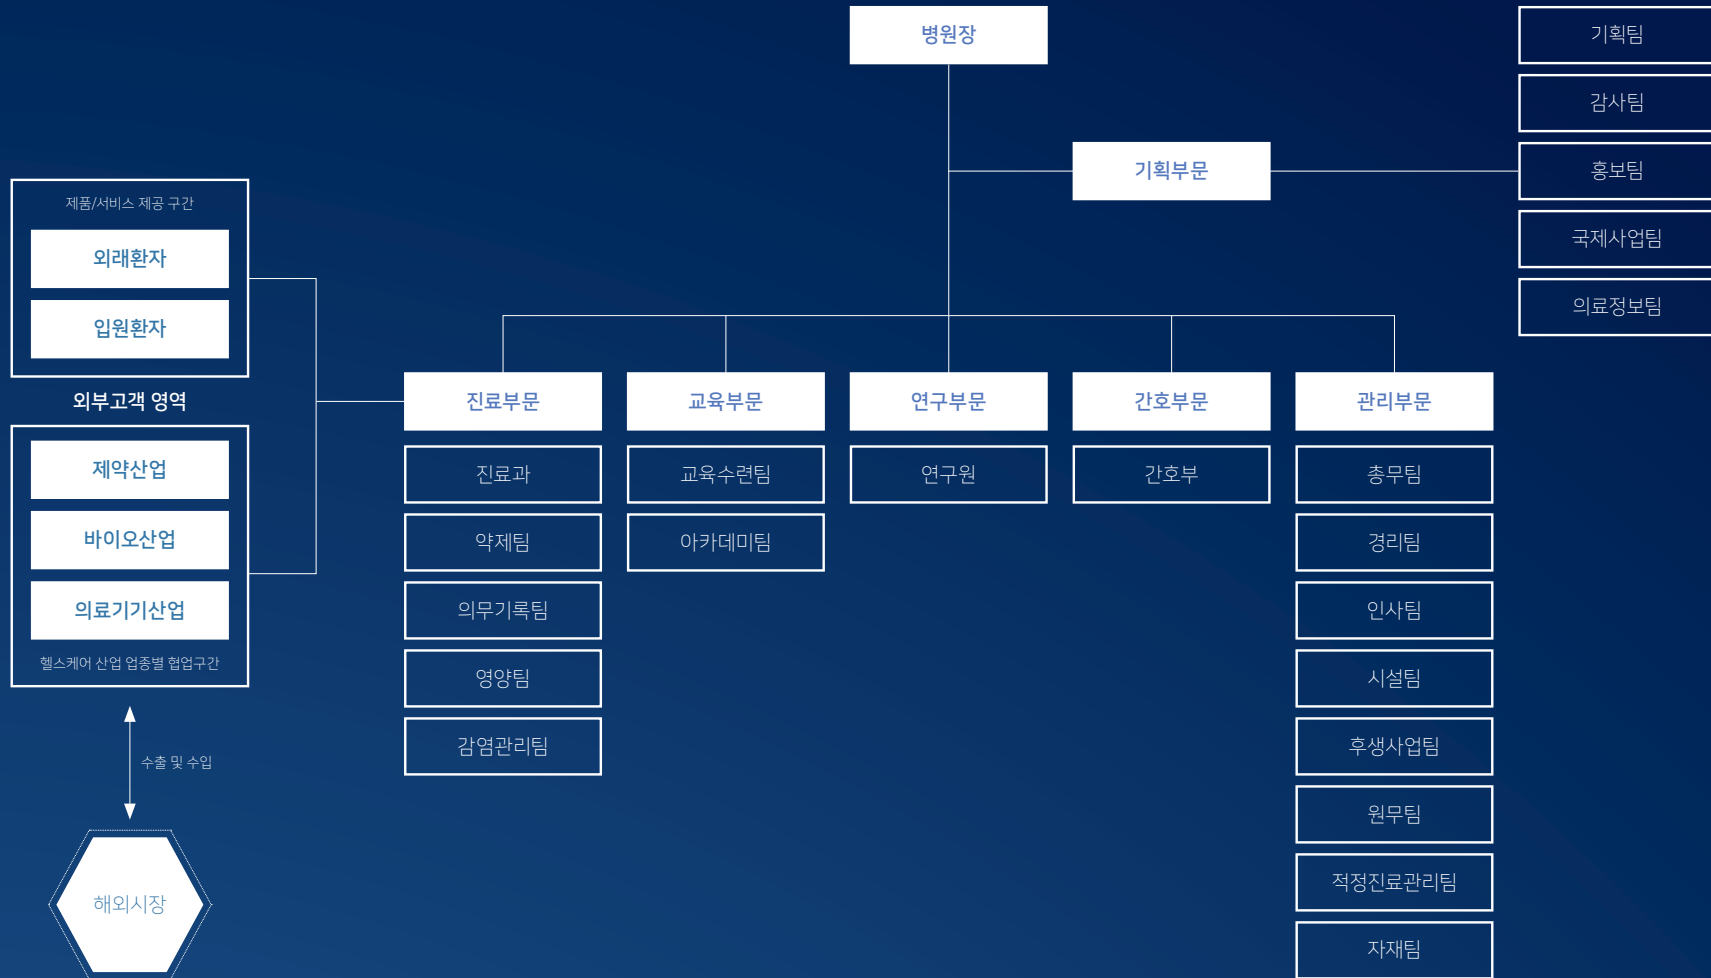 병원장
기획부문
기획팀
감사팀
홍보팀
국제사업팀
의료정보팀
제품/서비스 제공 구간
외래환자
입원환자
외부고객 영역
제약산업
바이오산업
의료기기산업
헬스케어 산업 업종별 협업구간
수출 및 수입
해외시장
진료부문
진료과
약제팀
의무기록팀
영양팀
감염관리팀
교육부문
교육수련팀
아카데미팀
연구부문
연구원
간호부문
간호부
관리부문
총무팀
경리팀
인사팀
시설팀
후생사업팀
원무팀
적정진료관리팀
자재팀